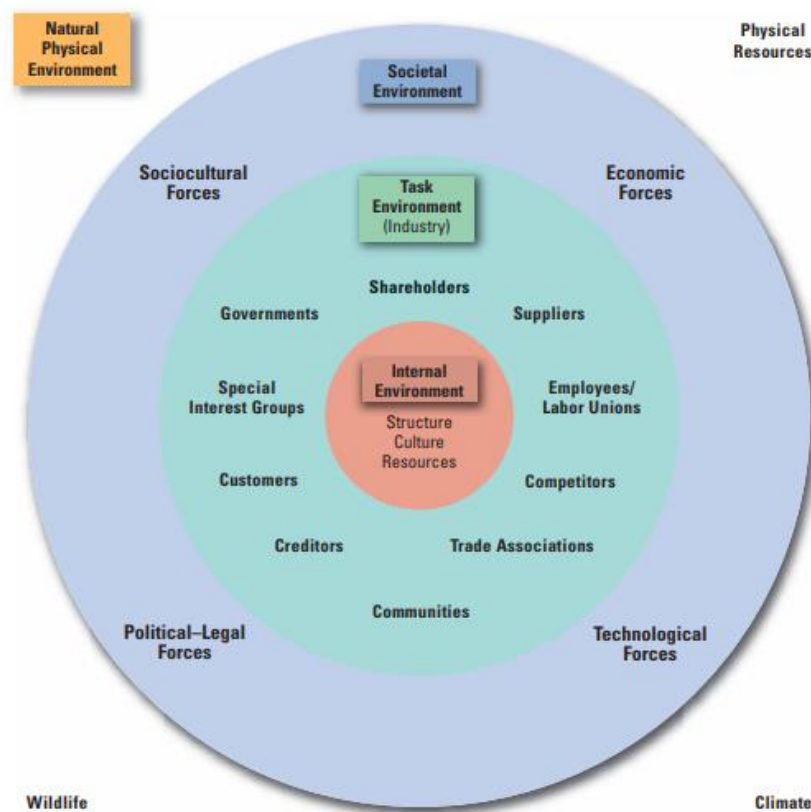 Natural
Physical
Environment
Physical
Resources
Societal
Environment
Sociocultural
Forces
Economic
Forces
Task
Environment
(Industry)
Shareholders
Governments
Suppliers
Internal
Environment
Structure
Culture
Resources
Special
Interest Groups
Employees/
Labor Unions
Customers
Competitors
Creditors
Trade Associations
Communities
Political–Legal
Forces
Technological
Forces
Wildlife
Climate